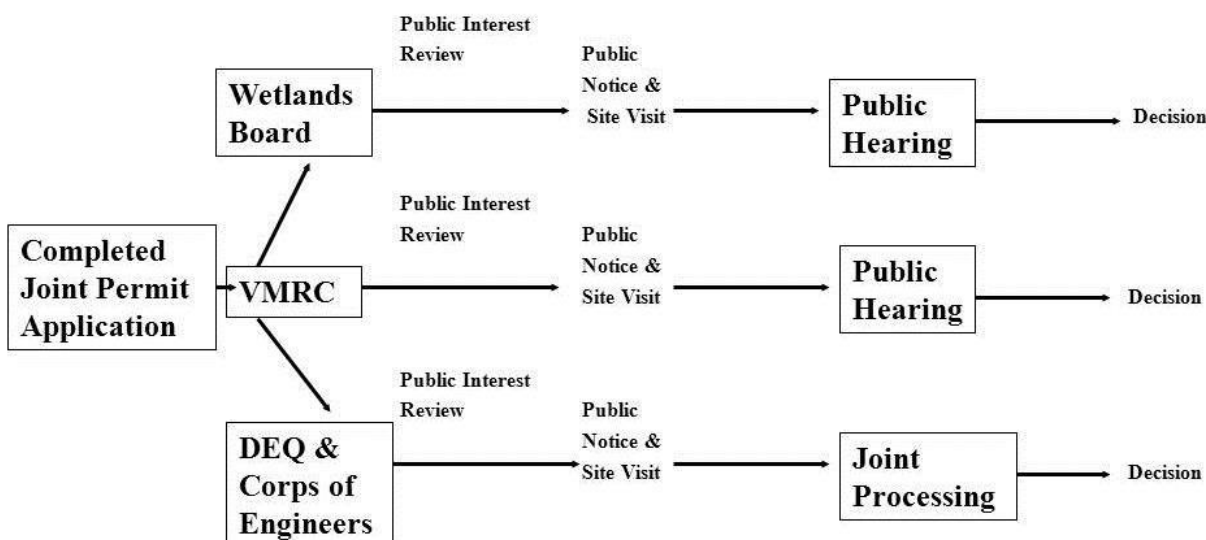 Public Interest
Review
Public
Notice &
Site Visit
Wetlands
Board
Public
Hearing
Decision
Public Interest
Review
Public
Notice &
Site Visit
Completed
Joint Permit
Application
VMRC
Public
Hearing
Decision
Public Interest
Review
Public
Notice &
Site Visit
DEQ &
Corps of
Engineers
Joint
Processing
Decision